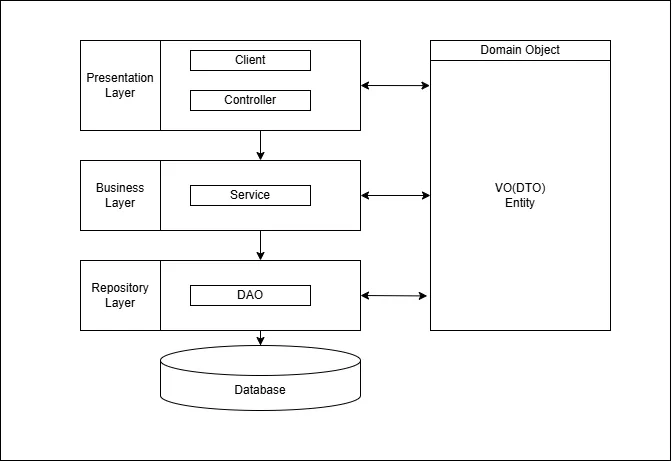 Client
Presentation
Layer
Controller
Business
Layer
Service
Repository
Layer
DAO
Database
Domain Object
VO(DTO)
Entity